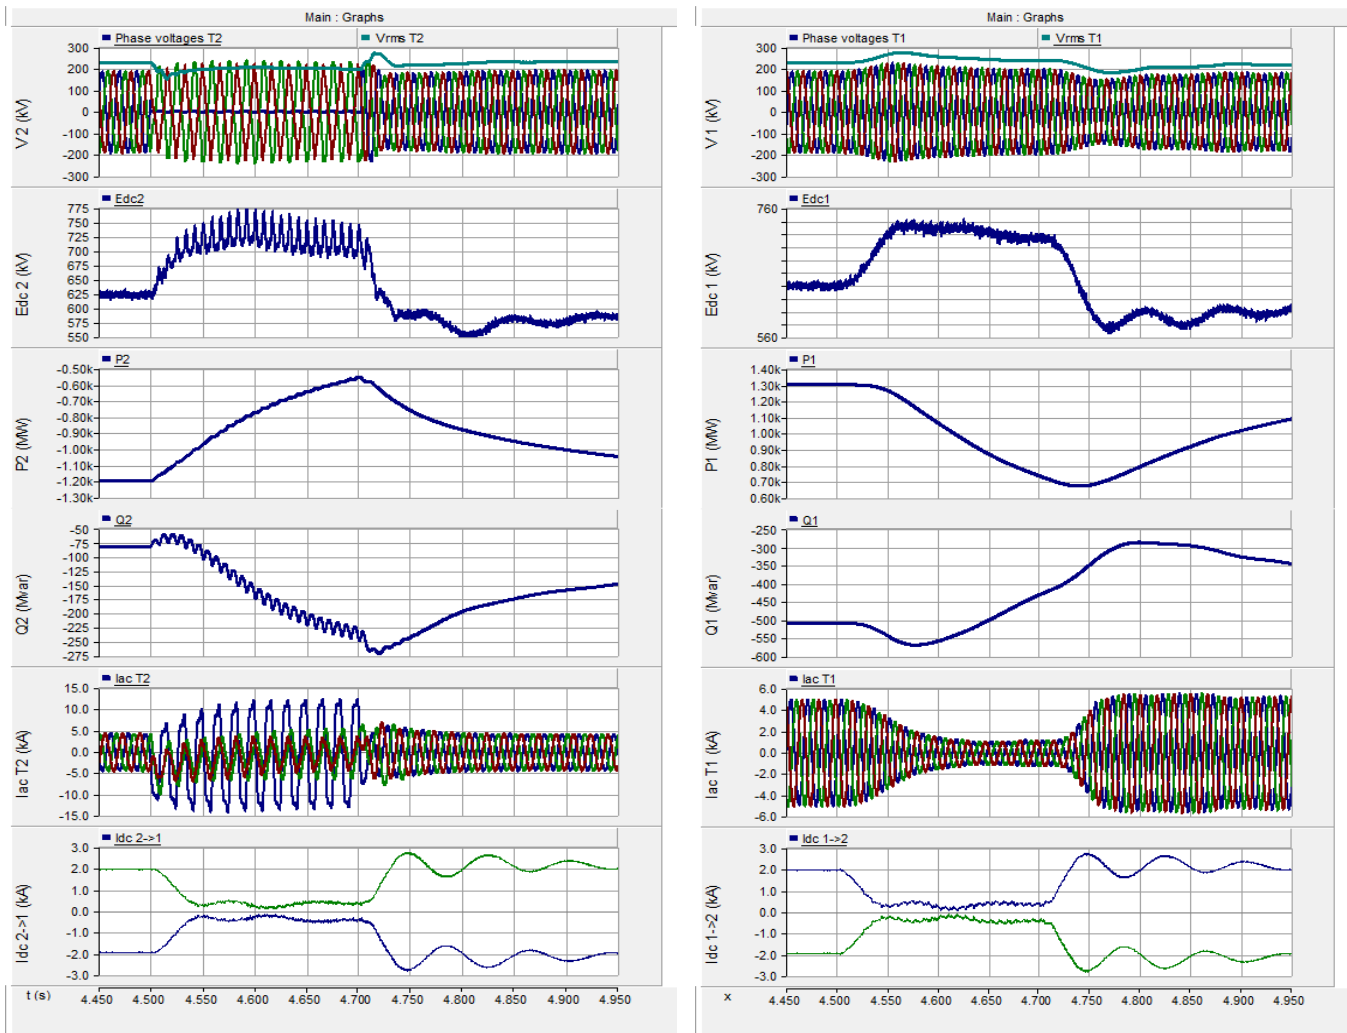 Main : Graphs
Phase voltages T2
Vrms T2
V2 (kV)
300
200
100
0
-100
-200
-300
Edc2
Edc 2 (kV)
775
750
725
700
675
650
625
600
575
550
P2
P2 (MW)
-0.50k
-0.60k
-0.70k
-0.80k
-0.90k
-1.00k
-1.10k
-1.20k
-1.30k
Q2
Q2 (Mvar)
-50
-75
-100
-125
-150
-175
-200
-225
-250
-275
Iac T2
Iac T2 (kA)
15.0
10.0
5.0
0.0
-5.0
-10.0
-15.0
Idc 2->1
Idc 2->1 (kA)
3.0
2.0
1.0
0.0
-1.0
-2.0
-3.0
t (s)
4.450
4.500
4.550
4.600
4.650
4.700
4.750
4.800
4.850
4.900
4.950
Main : Graphs
Phase voltages T1
Vrms T1
V1 (kV)
300
200
100
0
-100
-200
-300
Edc1
Edc 1 (kV)
760
560
P1
P1 (MW)
1.40k
1.30k
1.20k
1.10k
1.00k
0.90k
0.80k
0.70k
0.60k
Q1
Q1 (Mvar)
-250
-300
-350
-400
-450
-500
-550
-600
Iac T1
Iac T1 (kA)
6.0
4.0
2.0
0.0
-2.0
-4.0
-6.0
Idc 1->2
Idc 1->2 (kA)
3.0
2.0
1.0
0.0
-1.0
-2.0
-3.0
x
4.450
4.500
4.550
4.600
4.650
4.700
4.750
4.800
4.850
4.900
4.950